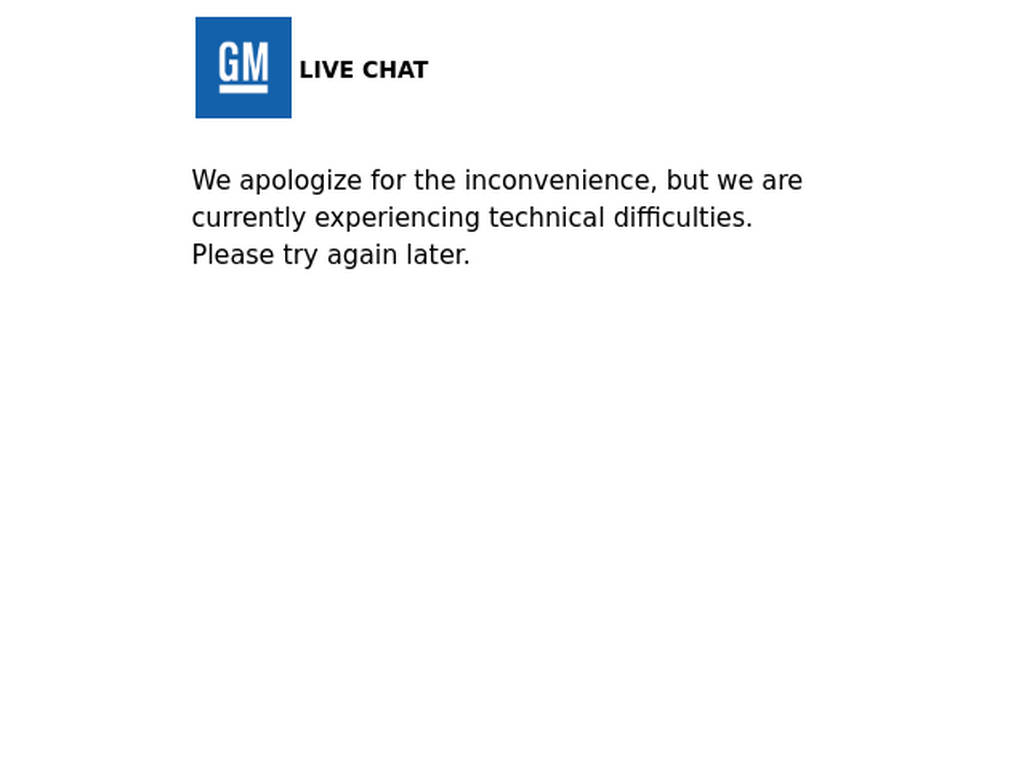 GM
LIVE CHAT
We apologize for the inconvenience, but we are
currently experiencing technical difficulties.
Please try again later.